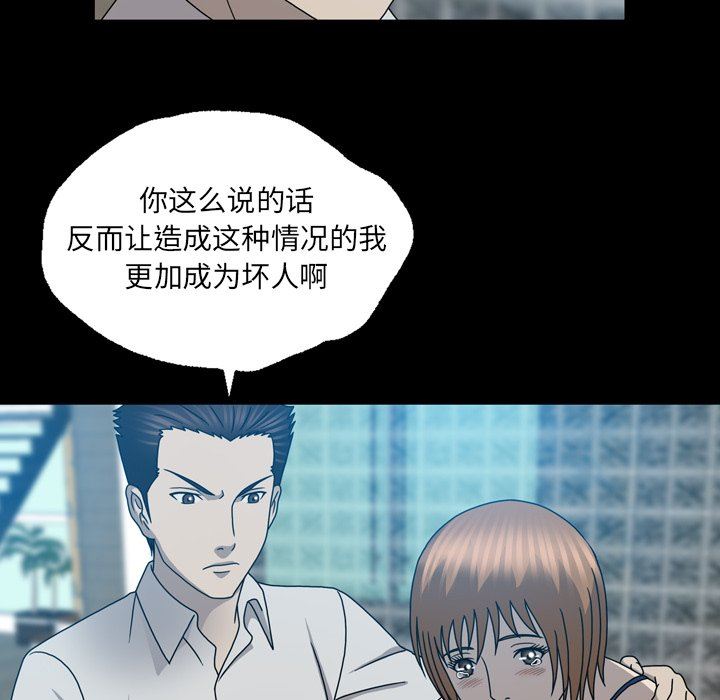 你这么说的话
反而让造成这种情况的我
更加成为坏人啊